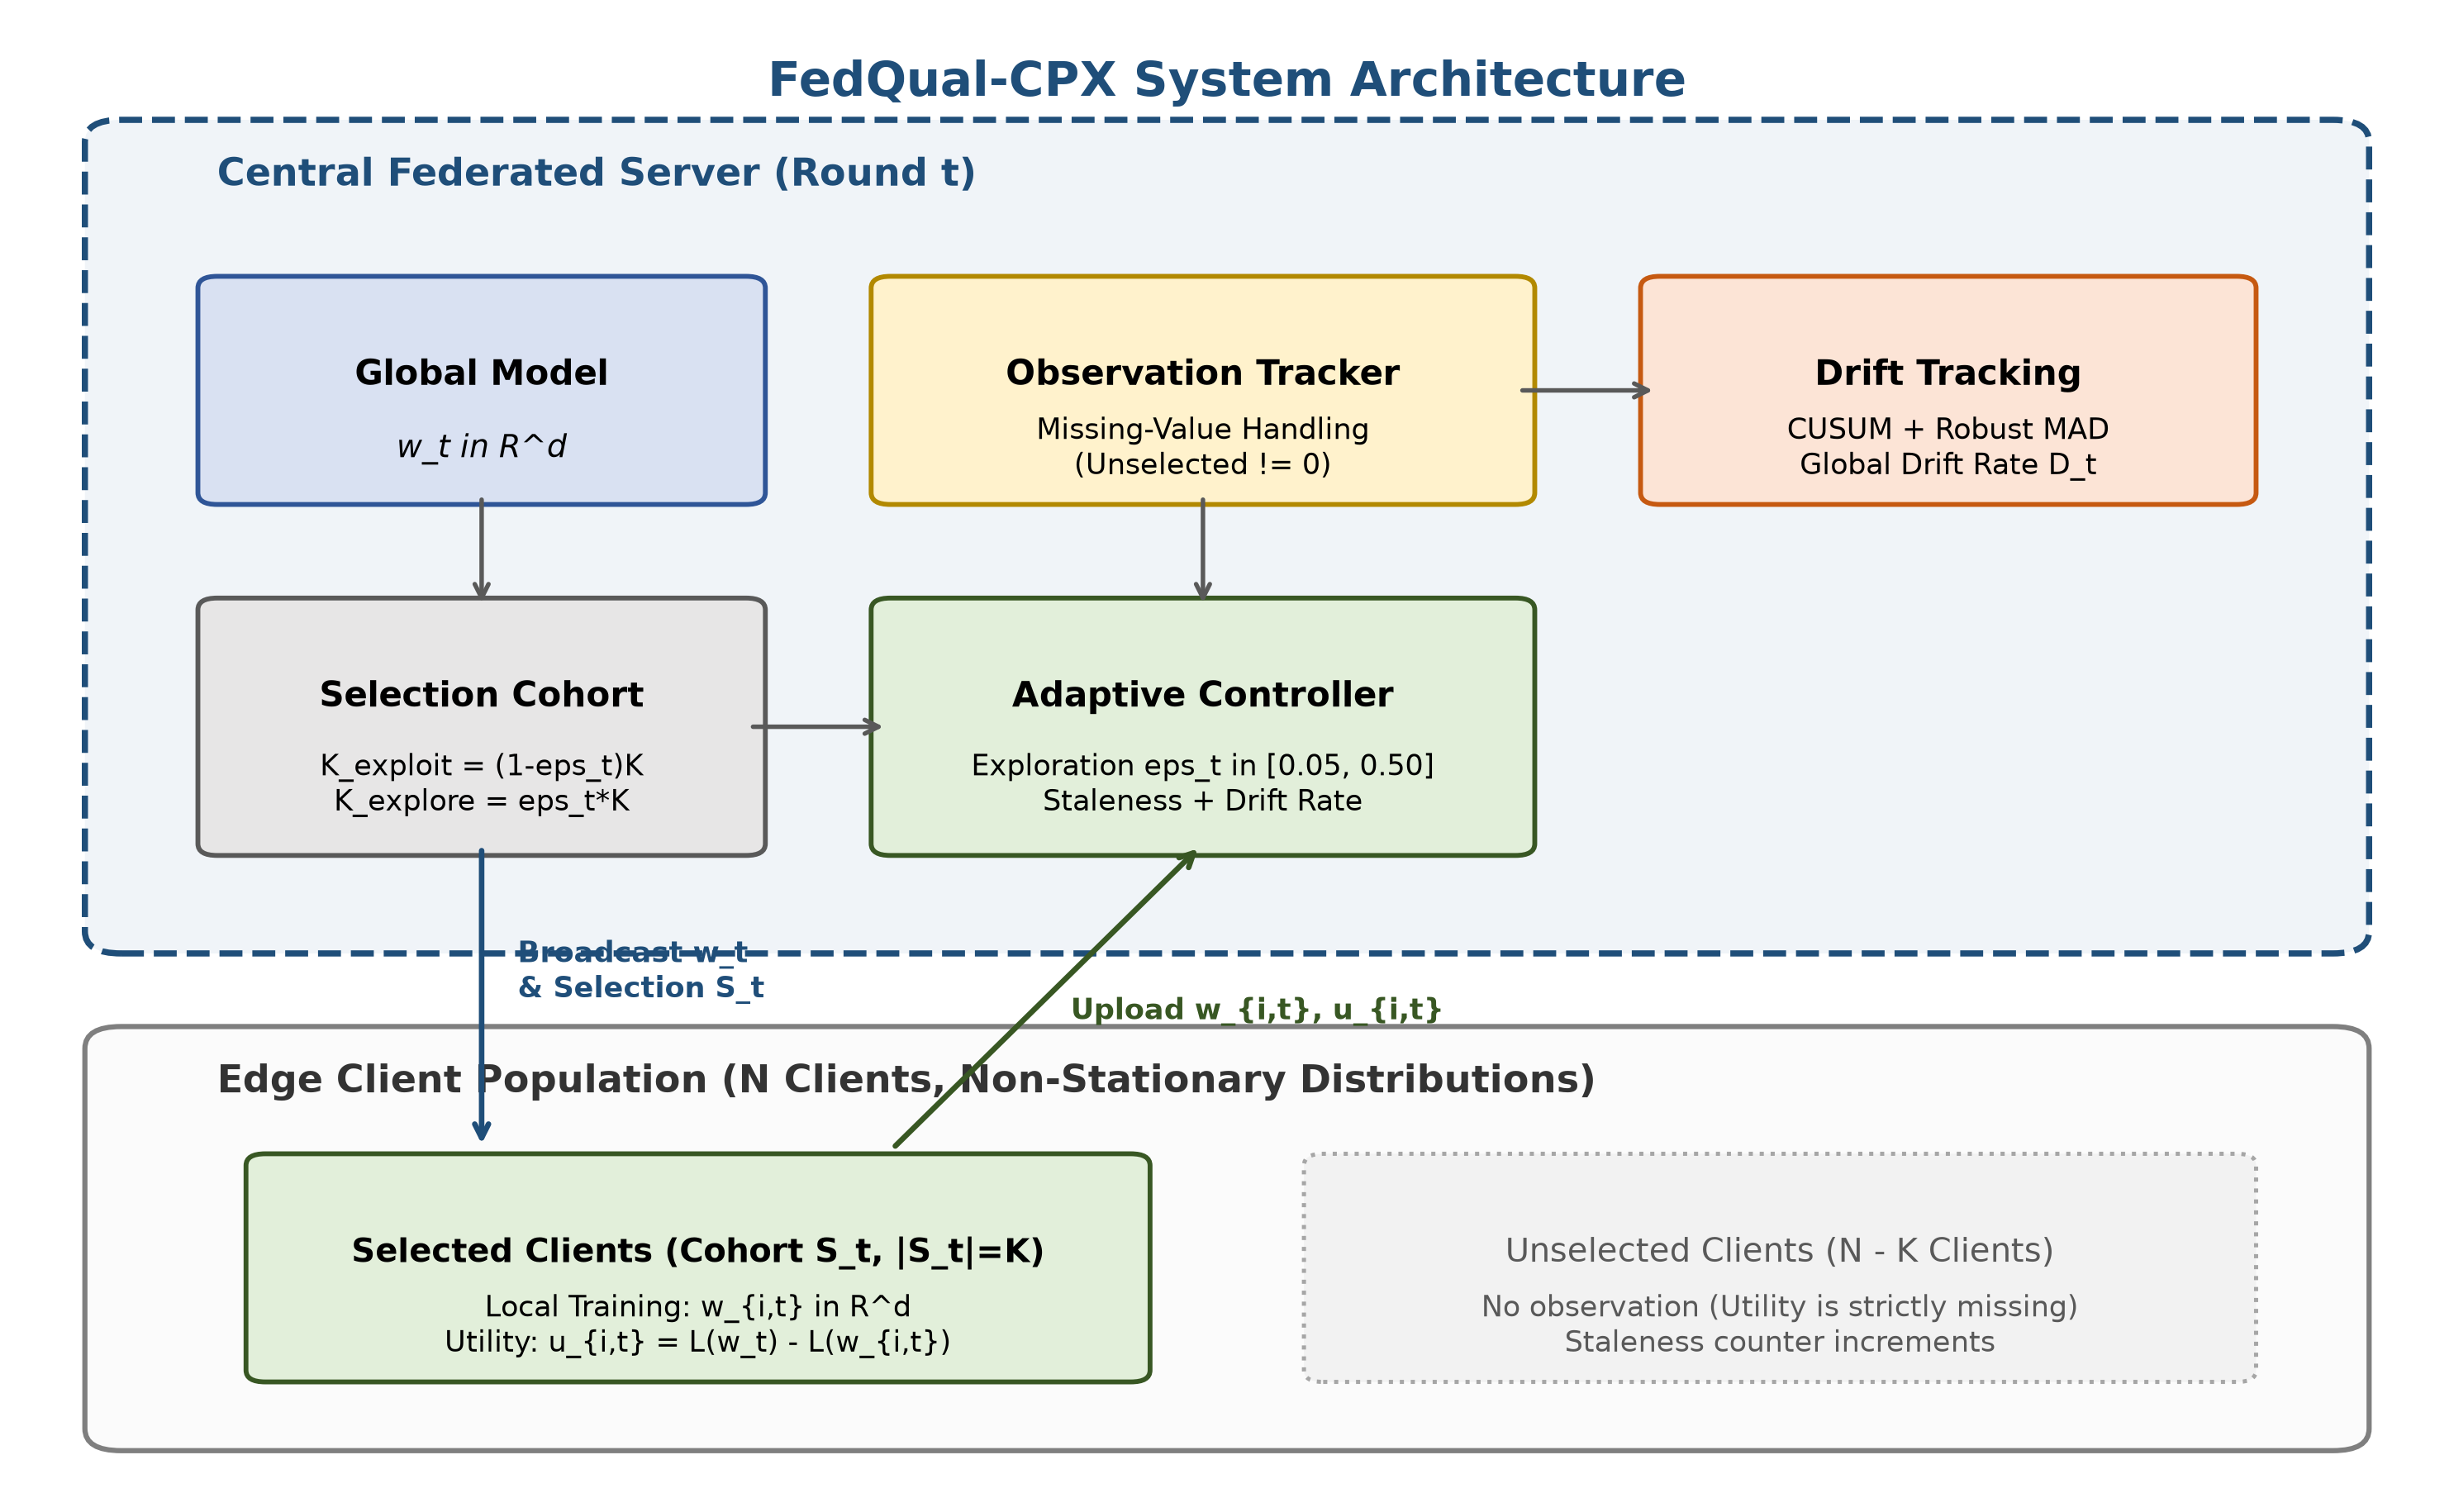 FedQual-CPX System Architecture
Central Federated Server (Round t)
Global Model
w_t in R^d
Observation Tracker
Missing-Value Handling
(Unselected != 0)
Drift Tracking
CUSUM + Robust MAD
Global Drift Rate D_t
Selection Cohort
K_exploit = (1-eps_t)K
K_explore = eps_t*K
Adaptive Controller
Exploration eps_t in [0.05, 0.50]
Staleness + Drift Rate
Broadcast w_t
& Selection S_t
Upload w_{i,t}, u_{i,t}
Edge Client Population (N Clients, Non-Stationary Distributions)
Selected Clients (Cohort S_t, |S_t|=K)
Local Training: w_{i,t} in R^d
Utility: u_{i,t} = L(w_t) - L(w_{i,t})
Unselected Clients (N - K Clients)
No observation (Utility is strictly missing)
Staleness counter increments